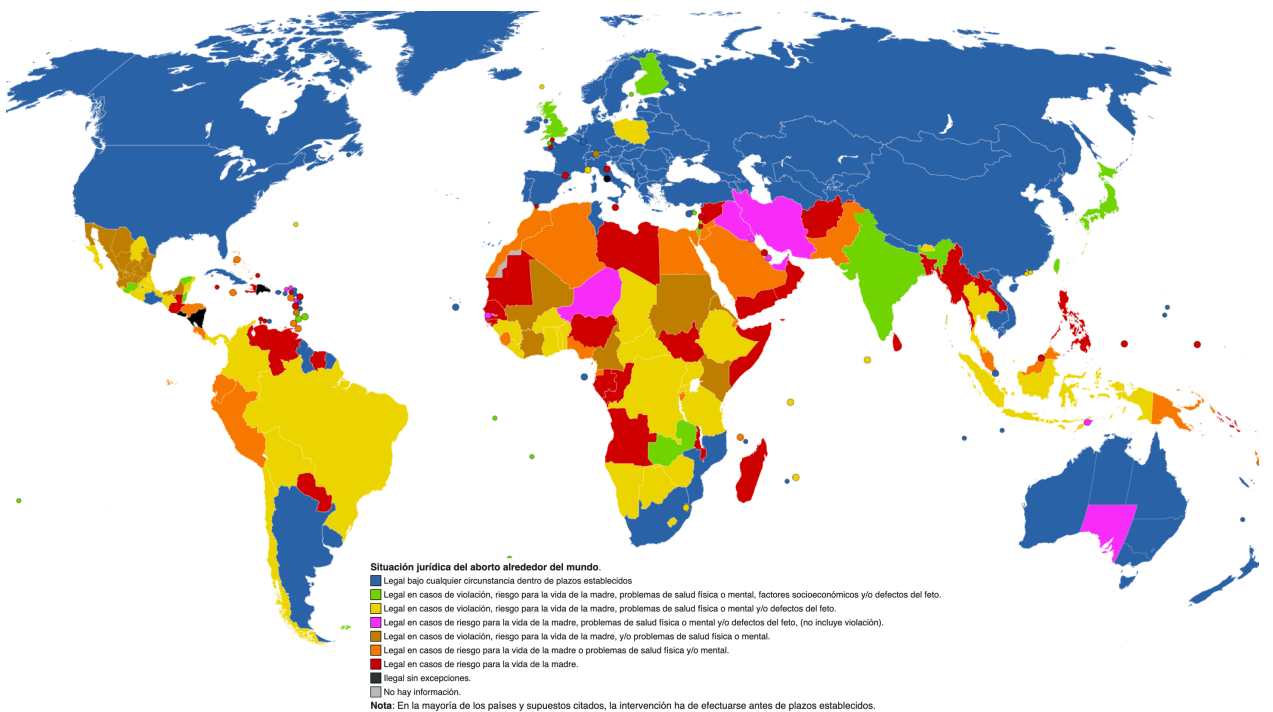 Situación jurídica del aborto alrededor del mundo.
Legal bajo cualquier circunstancia dentro de plazos establecidos
Legal en casos de violación, riesgo para la vida de la madre, problemas de salud física o mental, factores socioeconómicos y/o defectos del feto.
Legal en casos de violación, riesgo para la vida de la madre, problemas de salud física o mental y/o defectos del feto.
Legal en casos de riesgo para la vida de la madre, problemas de salud física o mental y/o defectos del feto, (no incluye violación).
Legal en casos de violación, riesgo para la vida de la madre, y/o problemas de salud física o mental.
Legal en casos de riesgo para la vida de la madre o problemas de salud física y/o mental.
Legal en casos de riesgo para la vida de la madre.
Ilegal sin excepciones.
No hay información.
Nota: En la mayoría de los países y supuestos citados, la intervención ha de efectuarse antes de plazos establecidos.